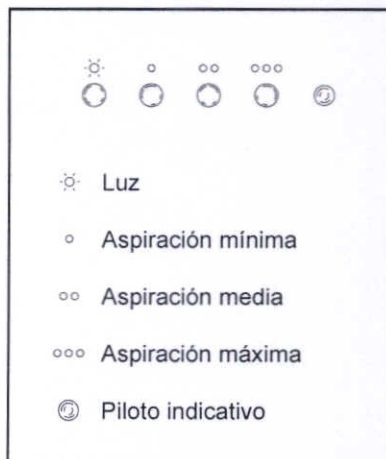 Luz
Aspiración mínima
Aspiración media
Aspiración máxima
Piloto indicativo